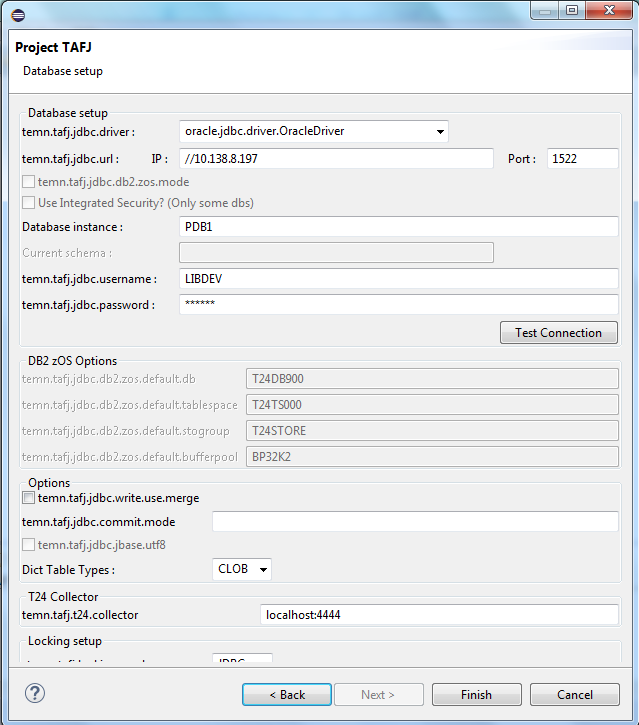 Project TAFJ
Database setup
Database setup
temn.tafj.jdbc.driver : oracle.jdbc.driver.OracleDriver
temn.tafj.jdbc.url : IP : //10.138.8.197 Port : 1522
temn.tafj.jdbc.db2.zos.mode
Use Integrated Security? (Only some dbs)
Database instance : PDB1
Current schema :
temn.tafj.jdbc.username : LIBDEV
temn.tafj.jdbc.password : ******
Test Connection
DB2 zOS Options
temn.tafj.jdbc.db2.zos.default.db T24DB900
temn.tafj.jdbc.db2.zos.default.tablespace T24TS000
temn.tafj.jdbc.db2.zos.default.stogroup T24STORE
temn.tafj.jdbc.db2.zos.default.bufferpool BP32K2
Options
temn.tafj.jdbc.write.use.merge
temn.tafj.jdbc.commit.mode
temn.tafj.jdbc.jbase.utf8
Dict Table Types : CLOB
T24 Collector
temn.tafj.t24.collector localhost:4444
Locking setup
JDBC
? < Back Next > Finish Cancel